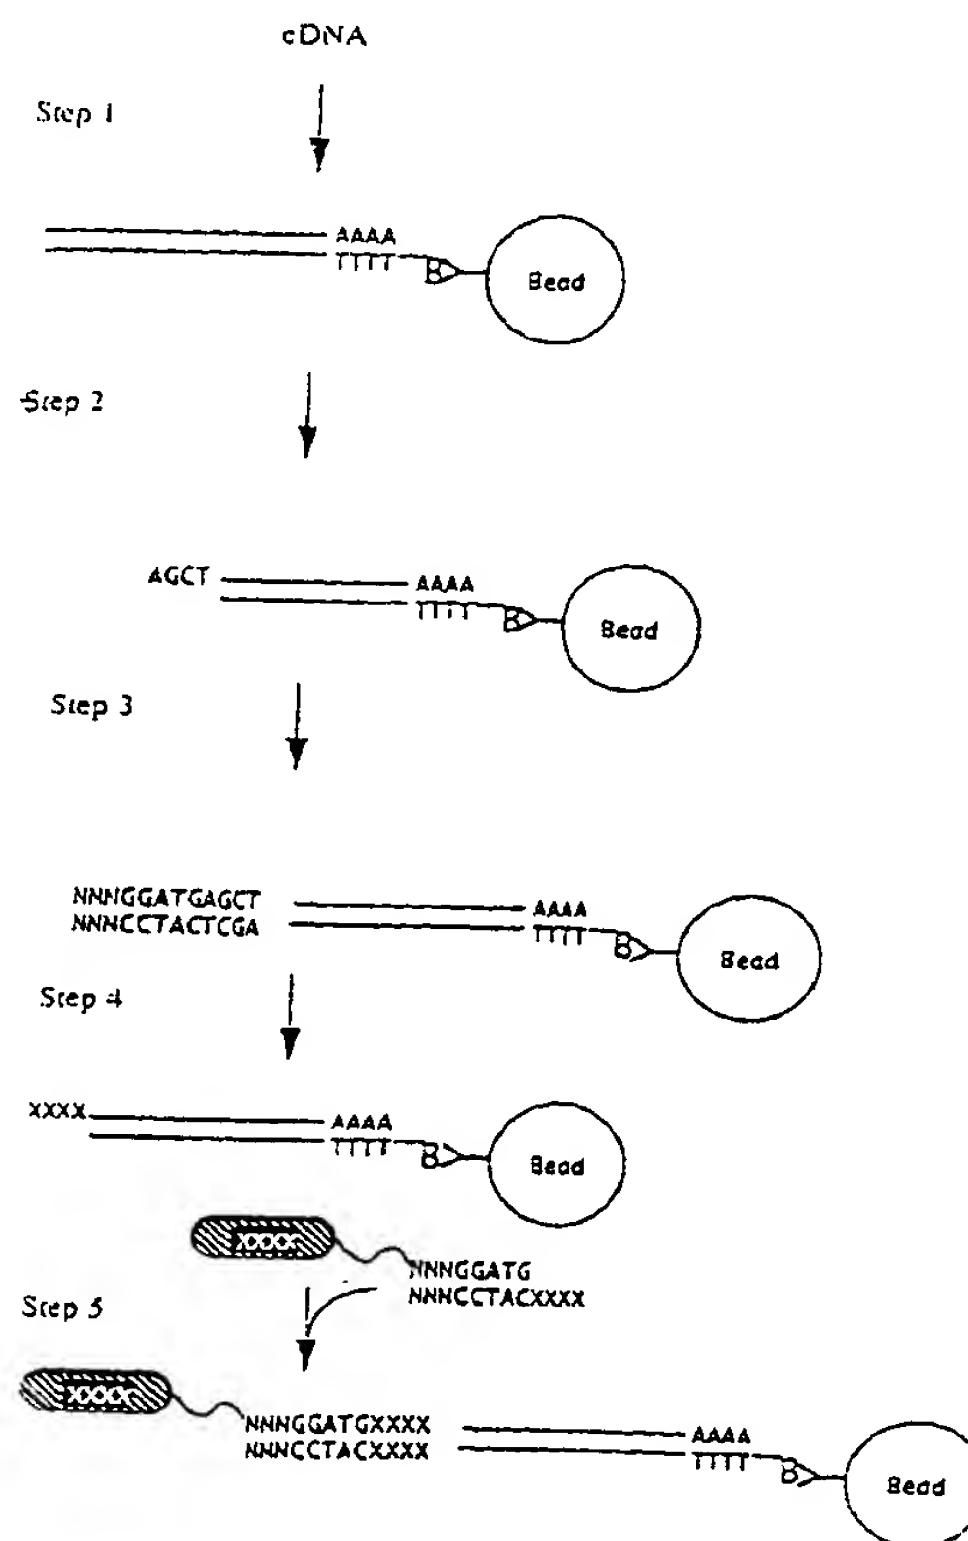 cDNA
Step 1
AAAA
TTTT
B
Bead
Step 2
AGCT
AAAA
TTTT
B
Bead
Step 3
NNNGGATGAGCT
NNNCCTACTCGA
AAAA
TTTT
B
Bead
Step 4
XXXX
AAAA
TTTT
B
Bead
XXXX
NNNGGATG
NNNCCTACXXXX
Step 5
XXXX
NNNGGATGXXXX
NNNCCTACXXXX
AAAA
TTTT
B
Bead